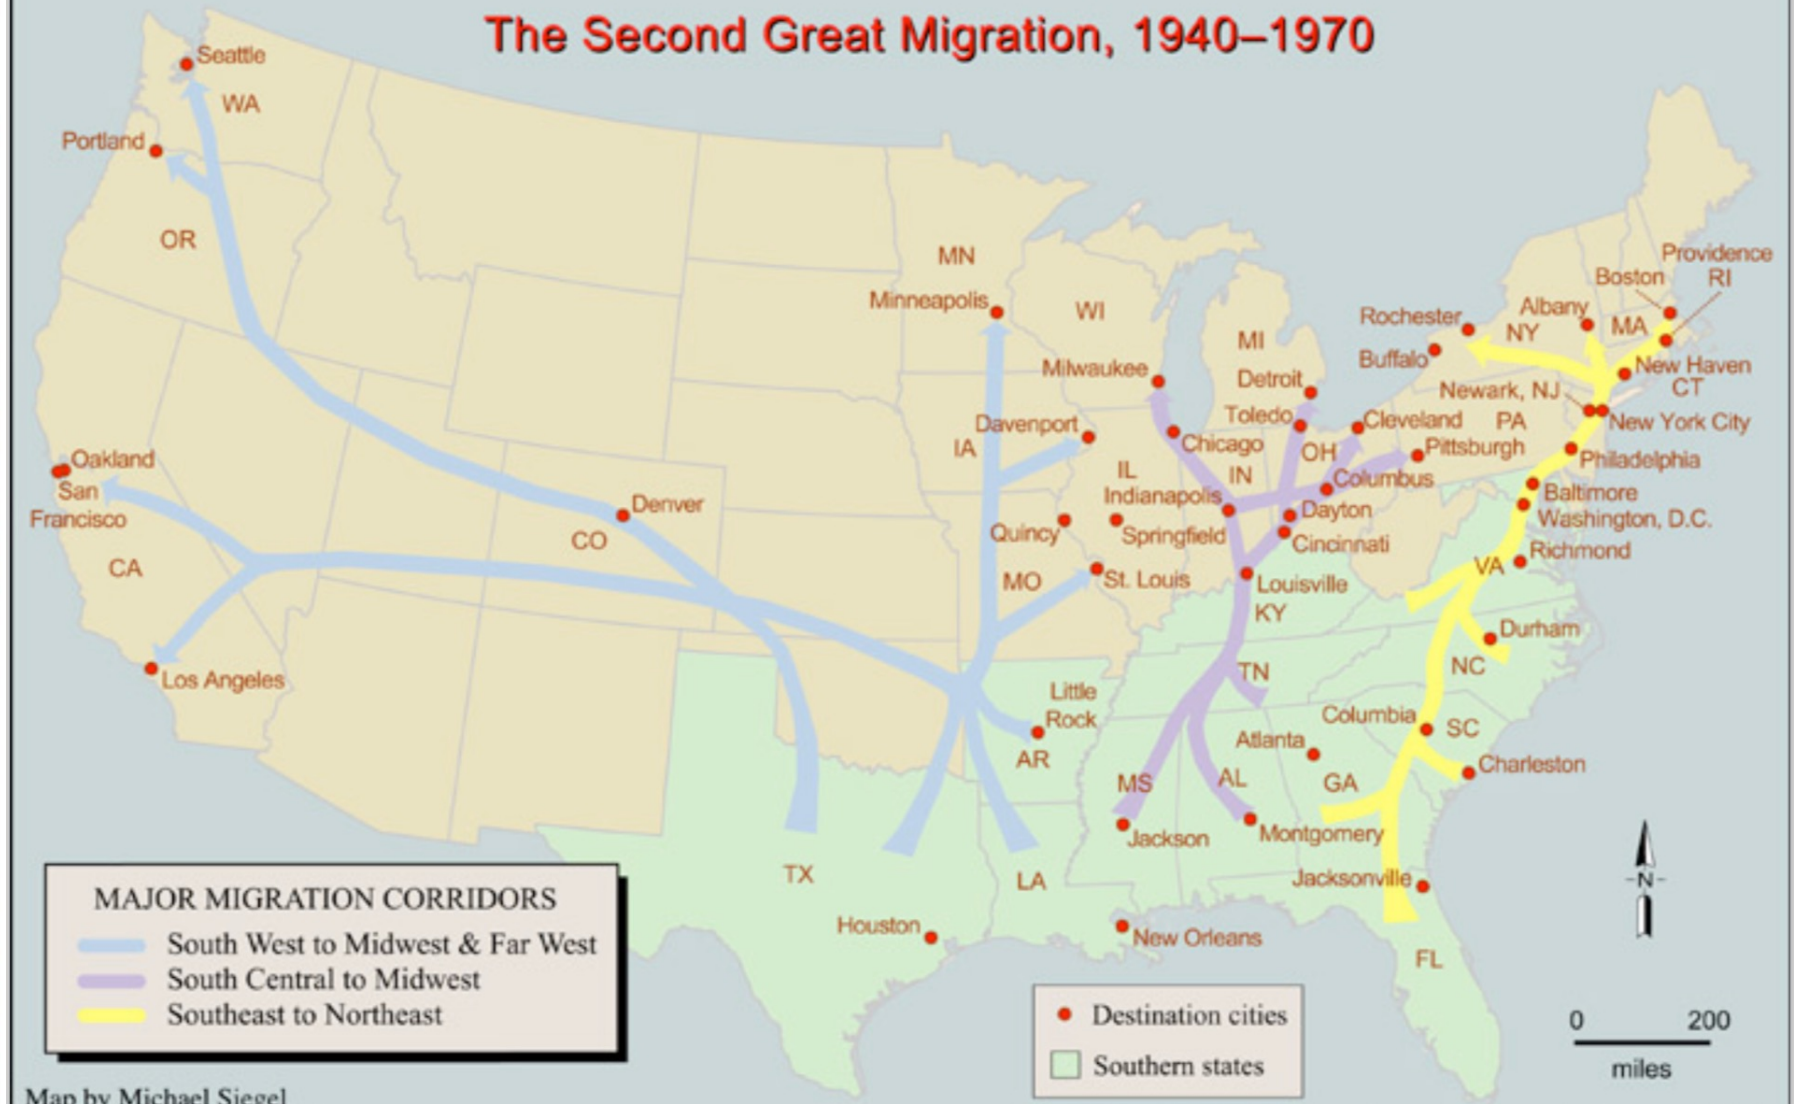 The Second Great Migration, 1940–1970
Seattle
WA
Portland
OR
MN
Minneapolis
WI
MI
Milwaukee
Detroit
Toledo
Davenport
IA
Chicago
IL
IN
OH
Cleveland
PA
Pittsburgh
Columbus
Indianapolis
Dayton
Springfield
Cincinnati
Quincy
MO
St. Louis
Louisville
KY
Providence
RI
Boston
Albany
NY
MA
Rochester
Buffalo
New Haven
CT
Newark, NJ
New York City
Philadelphia
Baltimore
Washington, D.C.
Richmond
VA
Durham
NC
Oakland
San
Francisco
CA
Los Angeles
Denver
CO
TN
Little
Rock
AR
Columbia
SC
Atlanta
GA
Charleston
MS
AL
Jackson
Montgomery
Jacksonville
FL
TX
LA
Houston
New Orleans
MAJOR MIGRATION CORRIDORS
South West to Midwest & Far West
South Central to Midwest
Southeast to Northeast
Destination cities
Southern states
N
0 200
miles
Map by Michael Siegel